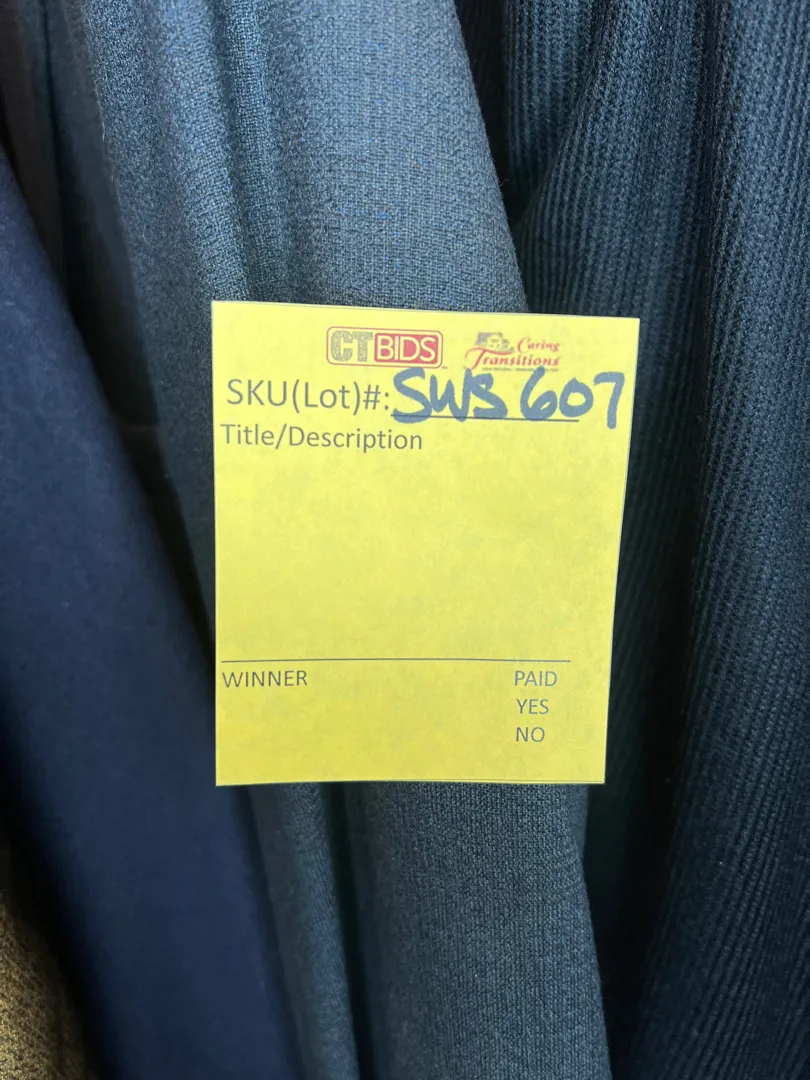 CTBIDS
Caring
Transitions
SKU(Lot)#: SWS 607
Title/Description
WINNER PAID
YES
NO